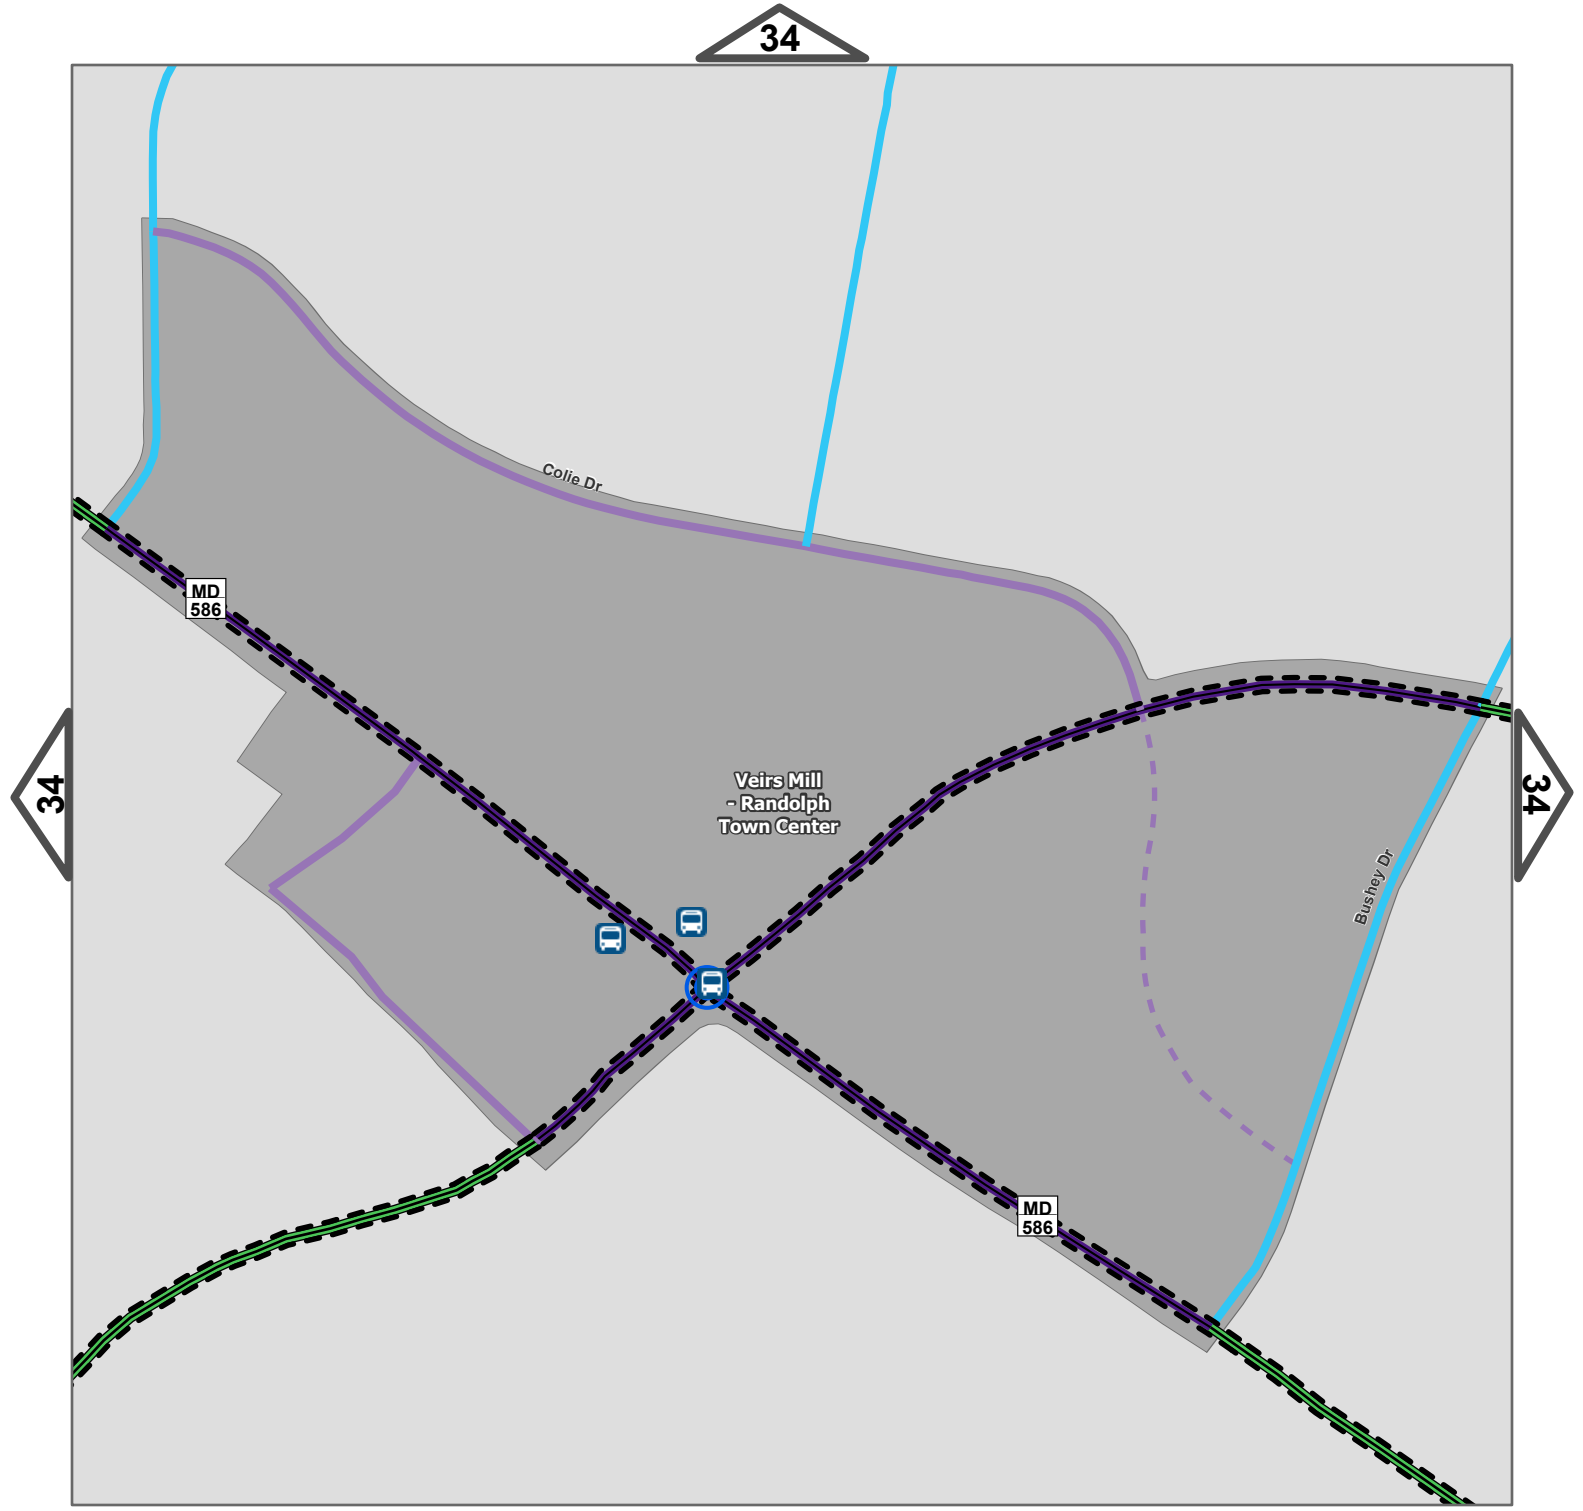 34
Colie Dr
MD
586
34
Veirs Mill
- Randolph
Town Center
34
Bushey Dr
MD
586